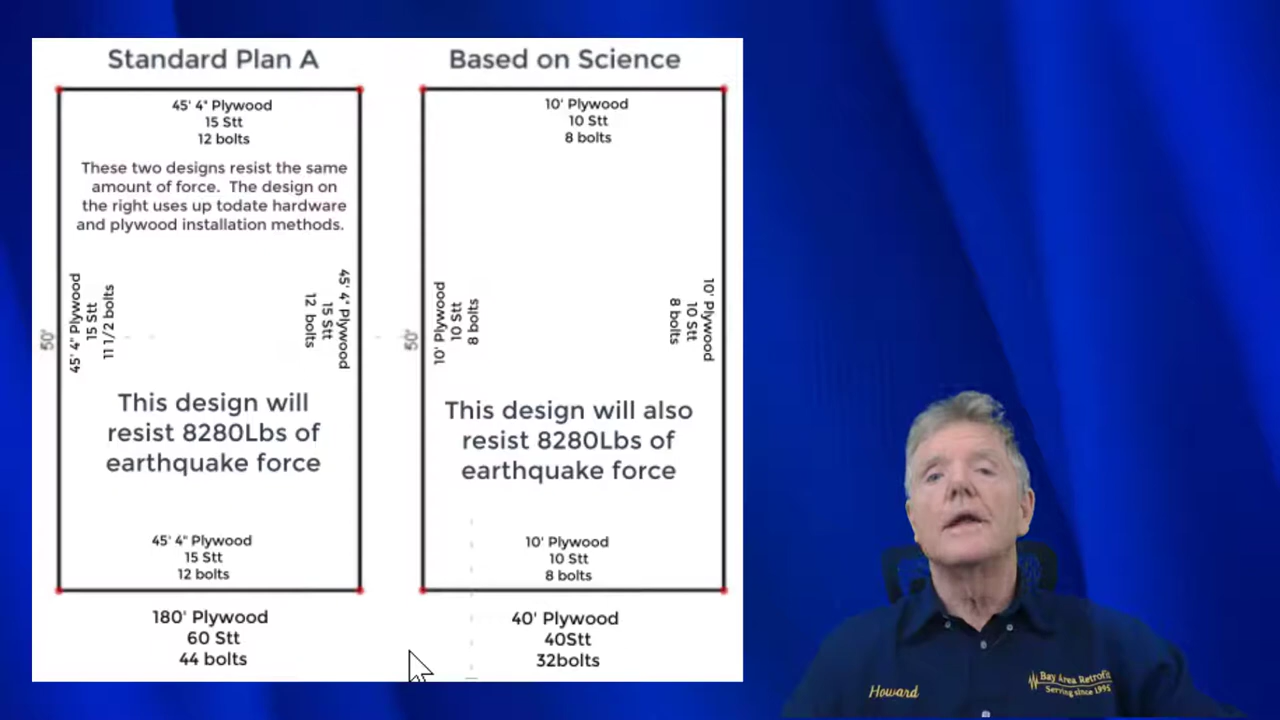 Standard Plan A
45' 4" Plywood
15 Stt
12 bolts
These two designs resist the same
amount of force. The design on
the right uses up todate hardware
and plywood installation methods.
50'
45' 4" Plywood
15 Stt
11 1/2 bolts
45' 4" Plywood
15 Stt
12 bolts
This design will
resist 8280Lbs of
earthquake force
45' 4" Plywood
15 Stt
12 bolts
180' Plywood
60 Stt
44 bolts
Based on Science
10' Plywood
10 Stt
8 bolts
50'
10' Plywood
10 Stt
8 bolts
10' Plywood
10 Stt
8 bolts
This design will also
resist 8280Lbs of
earthquake force
10' Plywood
10 Stt
8 bolts
40' Plywood
40Stt
32bolts
Howard
Bay Area Retrofit
Serving since 1995